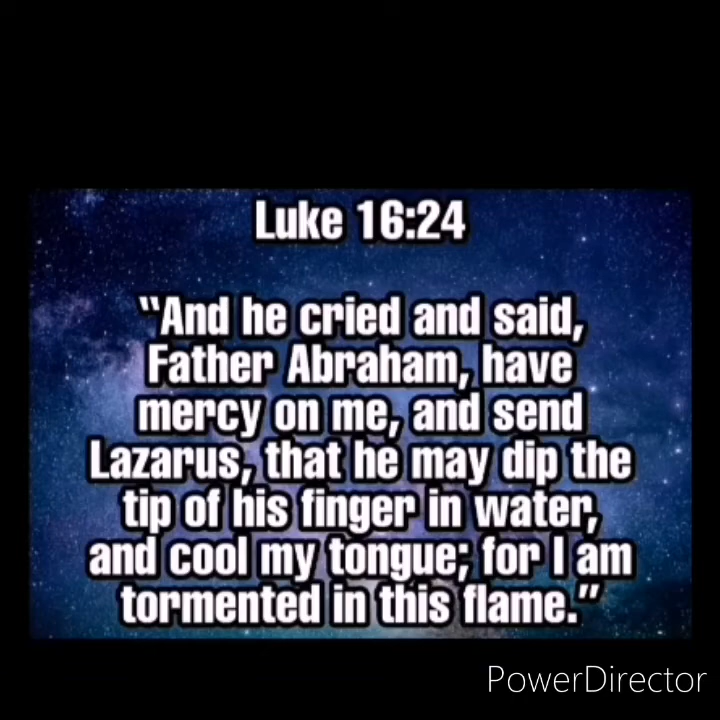 Luke 16:24
“And he cried and said,
Father Abraham, have
mercy on me, and send
Lazarus, that he may dip the
tip of his finger in water,
and cool my tongue; for I am
tormented in this flame.”
PowerDirector